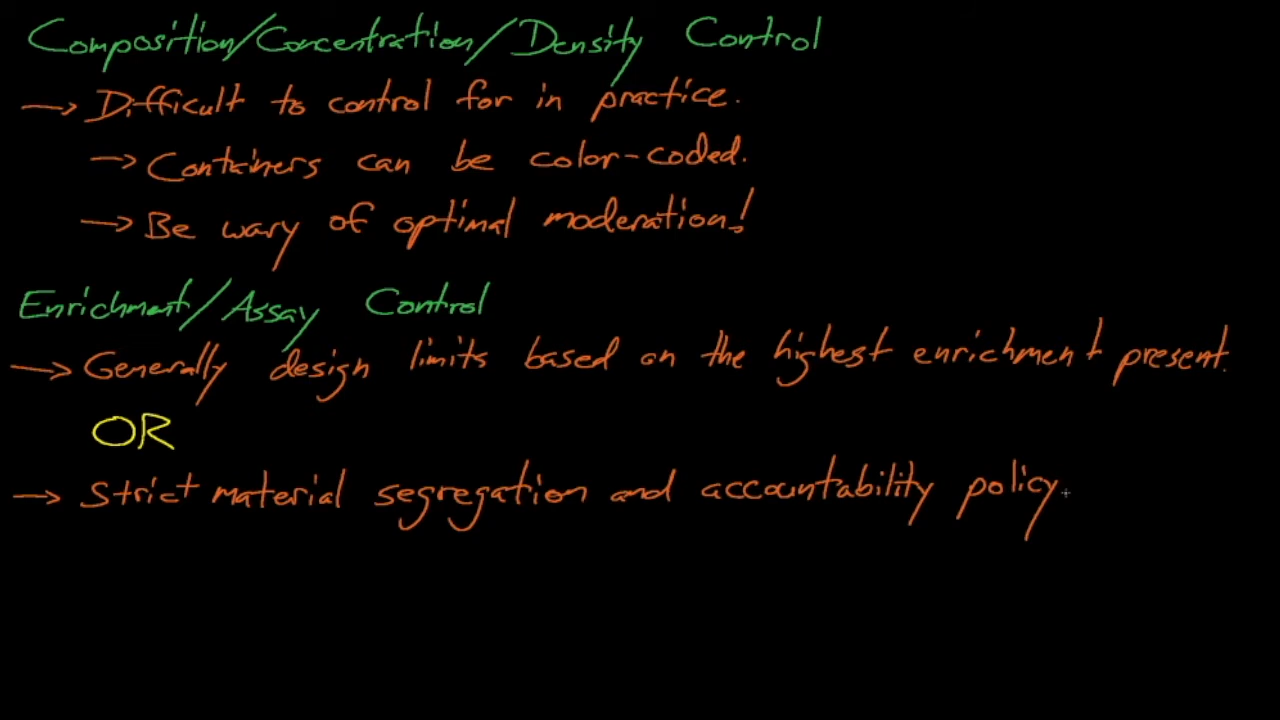 Composition/Concentration/Density Control
→ Difficult to control for in practice.
→ Containers can be color-coded.
→ Be wary of optimal moderation!
Enrichment/Assay Control
→ Generally design limits based on the highest enrichment present.
OR
→ Strict material segregation and accountability policy.